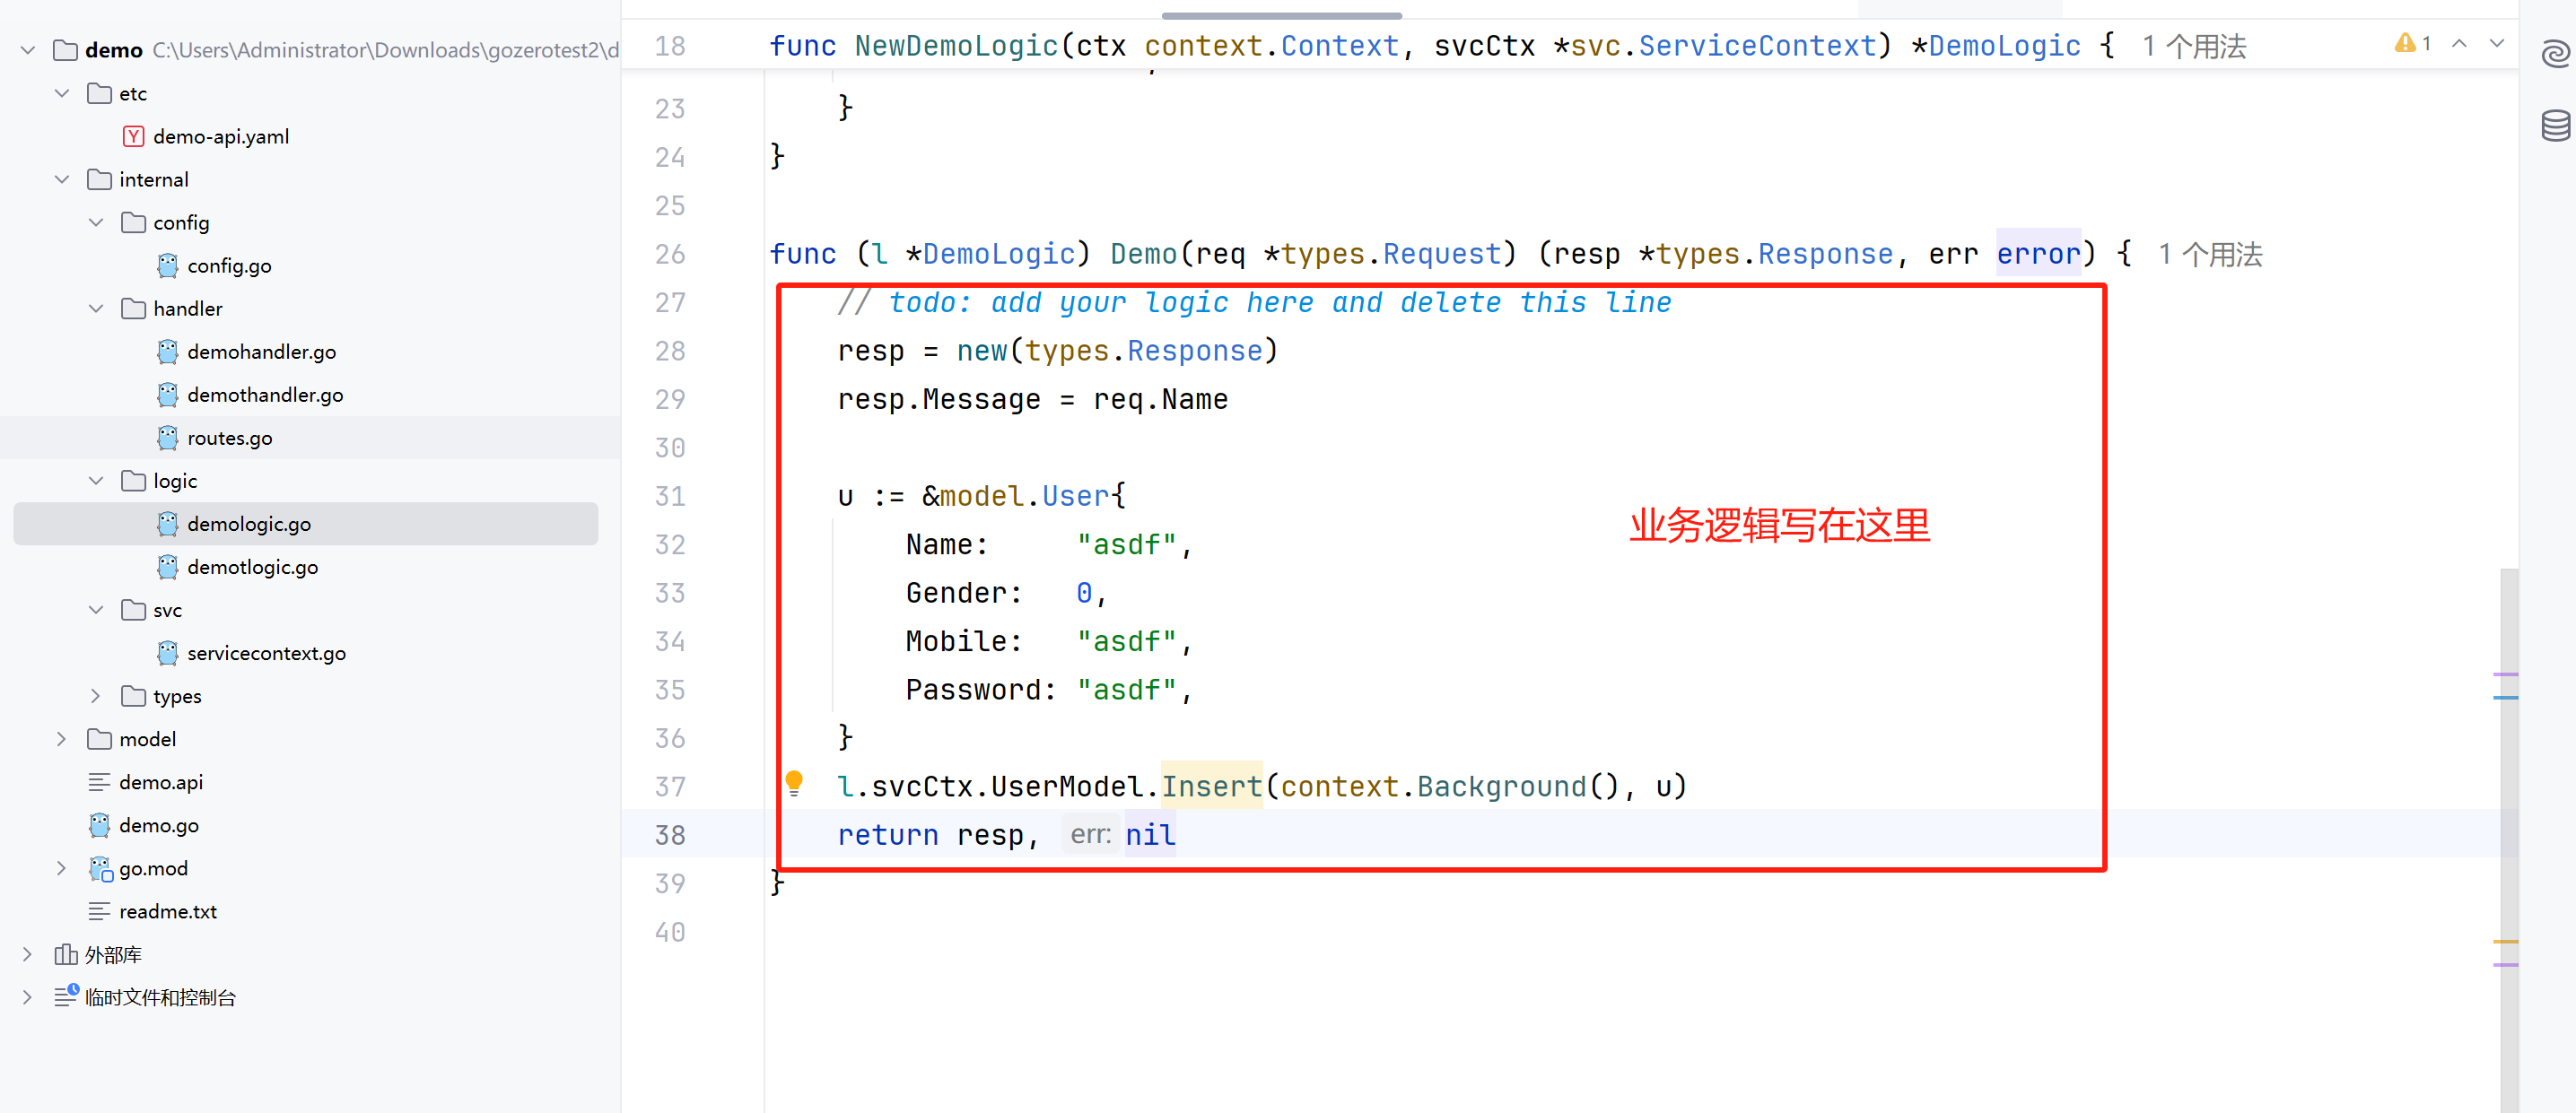 demo C:\Users\Administrator\Downloads\gozerotest2\d
etc
demo-api.yaml
internal
config
config.go
handler
demohandler.go
demothandler.go
routes.go
logic
demologic.go
demotlogic.go
svc
servicecontext.go
types
model
demo.api
demo.go
go.mod
readme.txt
外部库
临时文件和控制台
18 func NewDemoLogic(ctx context.Context, svcCtx *svc.ServiceContext) *DemoLogic { 1 个用法
1
23 }
24 }
25
26 func (l *DemoLogic) Demo(req *types.Request) (resp *types.Response, err error) { 1 个用法
27 // todo: add your logic here and delete this line
28 resp = new(types.Response)
29 resp.Message = req.Name
30
31 u := &model.User{
32 Name: "asdf",
33 Gender: 0,
34 Mobile: "asdf",
35 Password: "asdf",
36 }
37 l.svcCtx.UserModel.Insert(context.Background(), u)
38 return resp, err: nil
39 }
40
业务逻辑写在这里